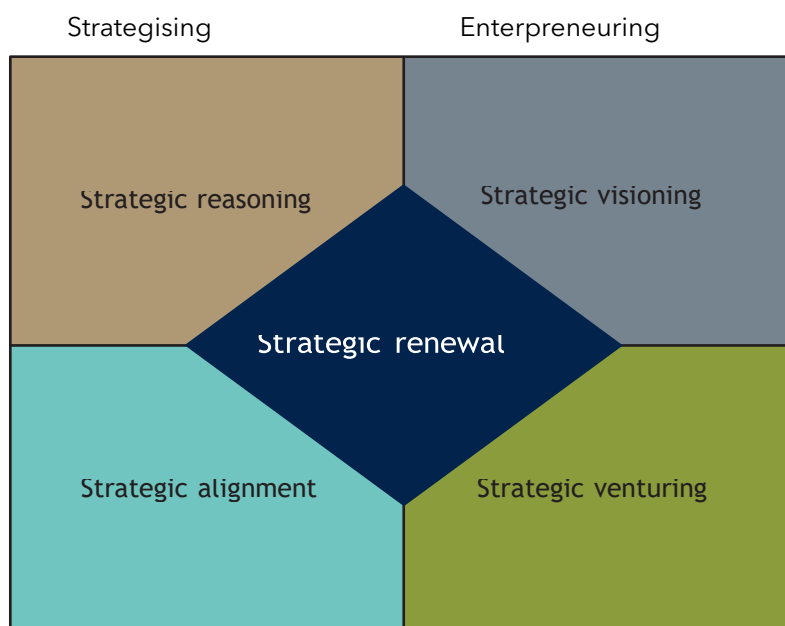 Strategising Enterpreneuring
Strategic reasoning Strategic visioning
Strategic renewal
Strategic alignment Strategic venturing